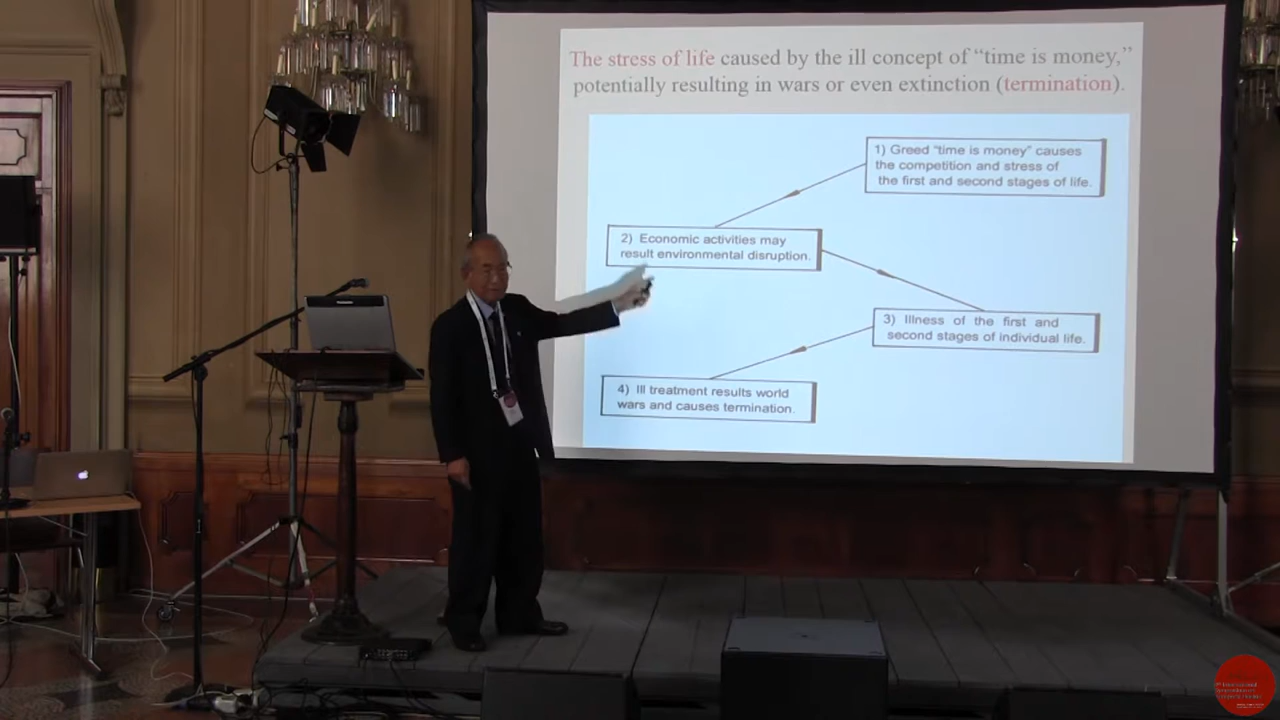 The stress of life caused by the ill concept of “time is money,”
potentially resulting in wars or even extinction (termination).
1) Greed “time is money” causes
the competition and stress of
the first and second stages of life.
2) Economic activities may
result environmental disruption.
3) Illness of the first and
second stages of individual life.
4) Ill treatment results world
wars and causes termination.